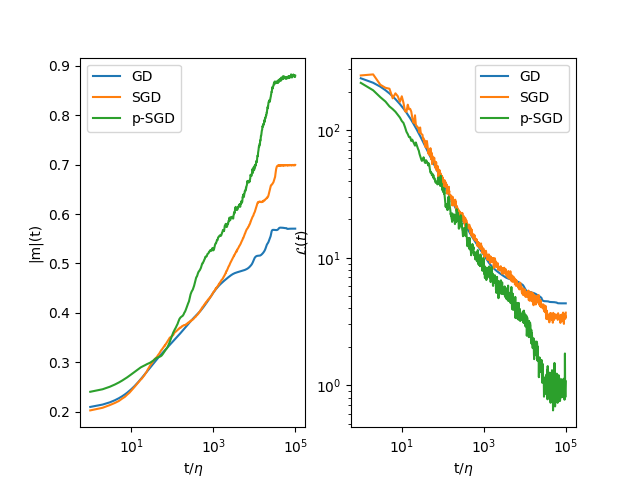 0.9
0.8
0.7
0.6
0.5
0.4
0.3
0.2
|m|(t)
GD
SGD
p-SGD
10¹
10³
10⁵
t/η
10²
10¹
10⁰
ℒ(t)
GD
SGD
p-SGD
10¹
10³
10⁵
t/η